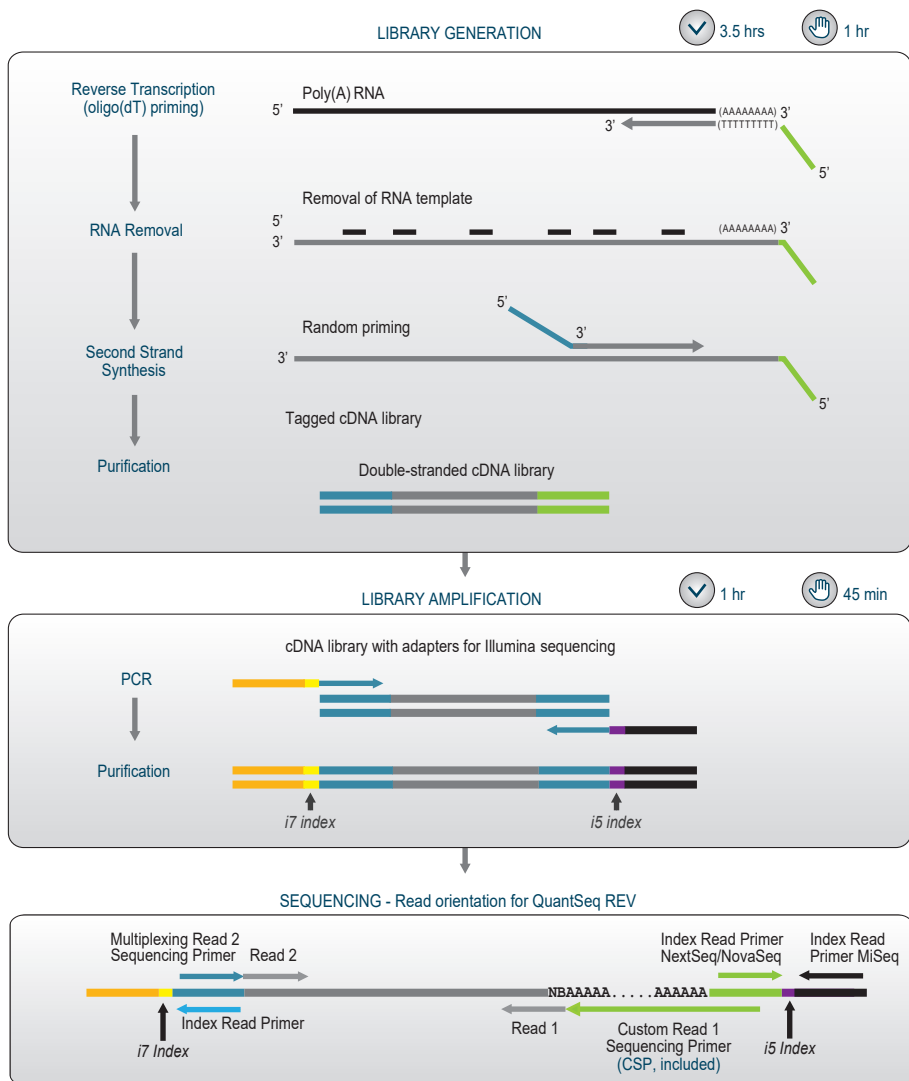 LIBRARY GENERATION
3.5 hrs
1 hr
Reverse Transcription
(oligo(dT) priming)
Poly(A) RNA
5’
(AAAAAAAA) 3’
3’
(TTTTTTTTT)
5’
Removal of RNA template
5’
RNA Removal
3’
(AAAAAAAA) 3’
5’
Random priming
3’
Second Strand
Synthesis
3’
5’
Tagged cDNA library
Purification
Double-stranded cDNA library
LIBRARY AMPLIFICATION
1 hr
45 min
cDNA library with adapters for Illumina sequencing
PCR
Purification
i7 index
i5 index
SEQUENCING - Read orientation for QuantSeq REV
Multiplexing Read 2
Sequencing Primer
Read 2
Index Read Primer
NextSeq/NovaSeq
Index Read
Primer MiSeq
NBAAAAA.....AAAAAA
Index Read Primer
Read 1
Custom Read 1
Sequencing Primer
(CSP, included)
i7 Index
i5 Index